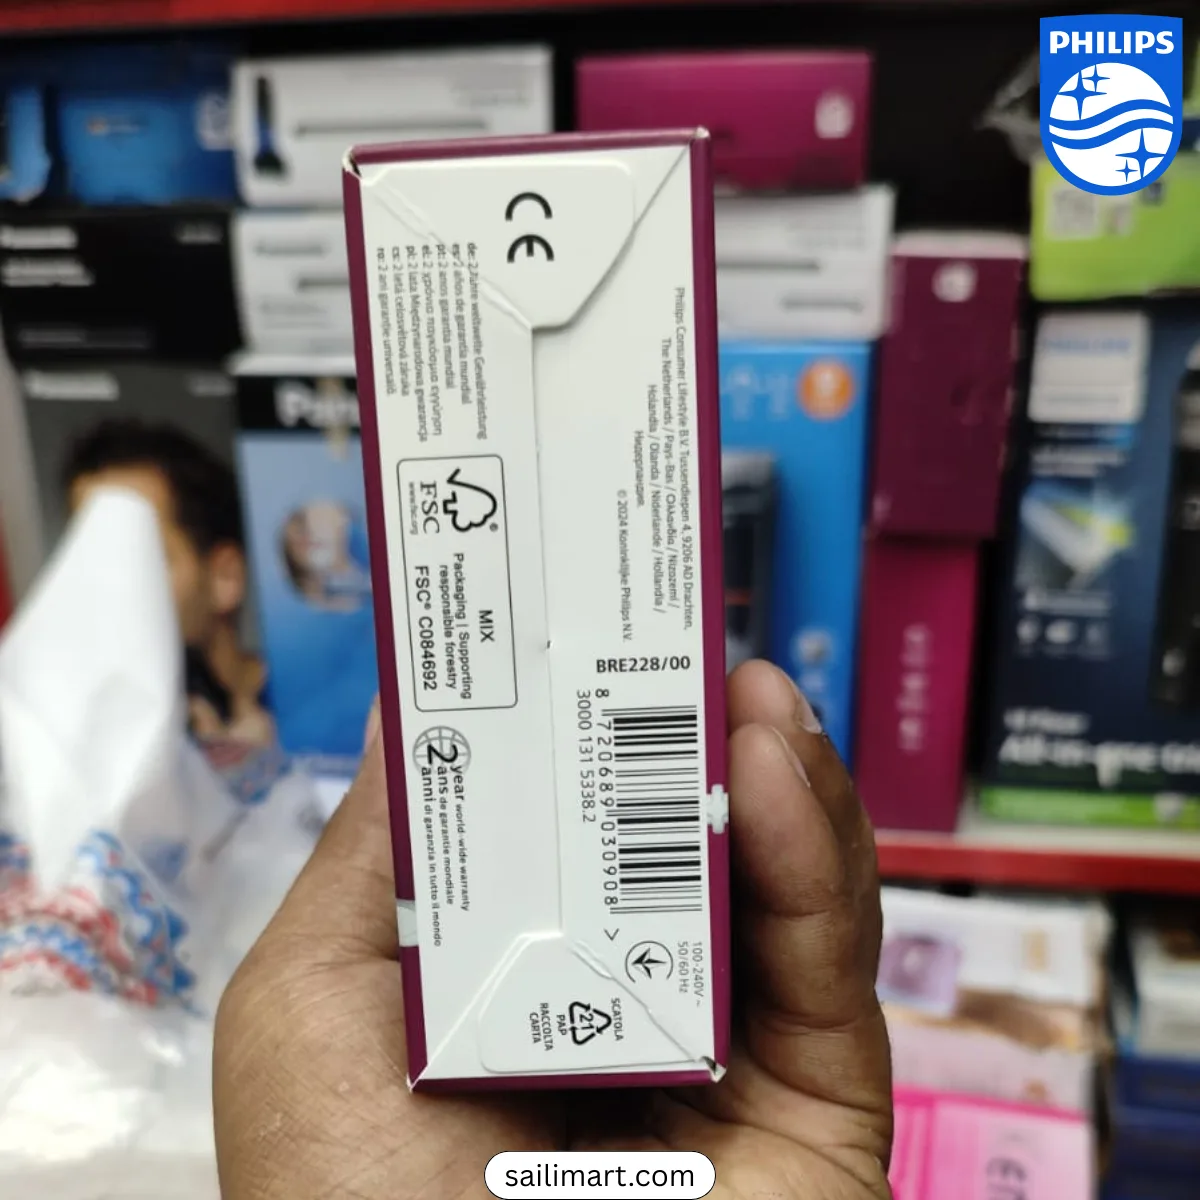 PHILIPS
CE
de: 2 Jahre weltweite Gewährleistung
es: 2 años de garantía mundial
pt: 2 anos garantia mundial
el: 2 χρόνια παγκόσμια εγγύηση
pl: 2 lata Międzynarodowa gwarancja
cs: 2 letá celosvětová záruka
ro: 2 ani garanție universală.
Philips Consumer Lifestyle B.V. Tussendiepen 4, 9206 AD Drachten,
The Netherlands / Pays-Bas / Ολλανδία / Nizozemí /
Holandia / Olanda / Niderlande / Hollandia /
Нидерландия.
© 2024 Koninklijke Philips N.V.
FSC
www.fsc.org
MIX
Packaging | Supporting
responsible forestry
FSC® C084692
BRE228/00
8 720689 030908 >
3000 131 5338.2
2 year world-wide warranty
ans de garantie mondiale
anni di garanzia in tutto il mondo
100-240V~
50/60 Hz
SCATOLA
21
PAP
RACCOLTA
CARTA
sailimart.com